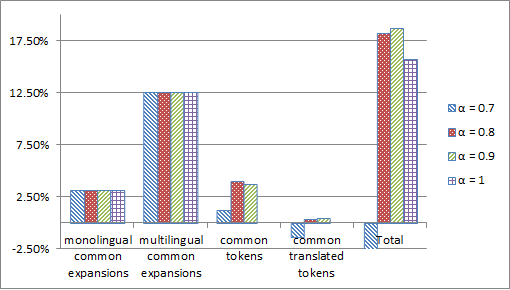 17.50%
12.50%
7.50%
2.50%
-2.50%
monolingual
common
expansions
multilingual
common
expansions
common
tokens
common
translated
tokens
Total
α = 0.7
α = 0.8
α = 0.9
α = 1